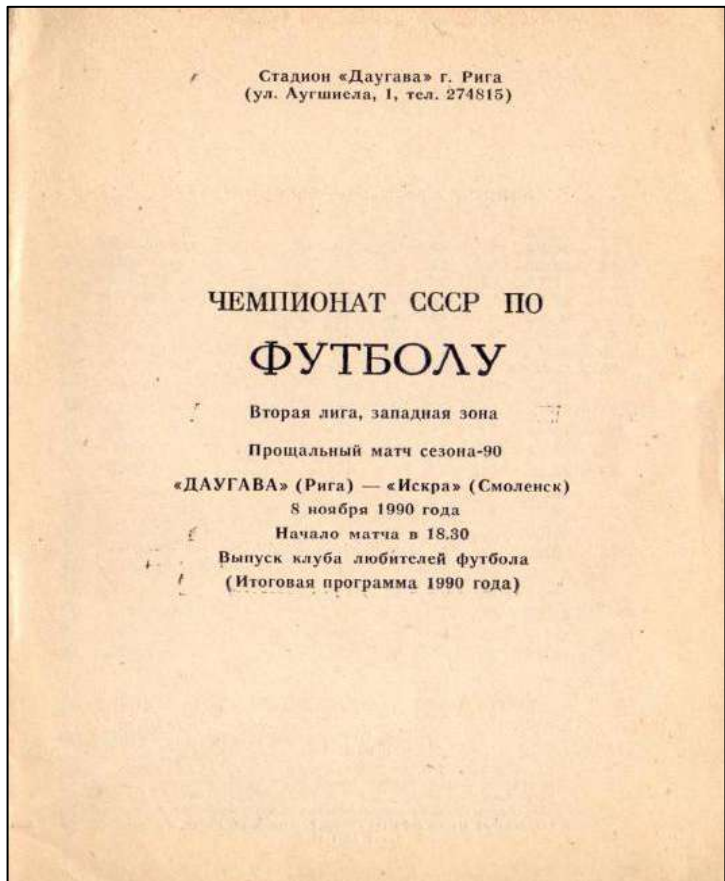 Стадион «Даугава» г. Рига
(ул. Аугшиела, 1, тел. 274815)
ЧЕМПИОНАТ СССР ПО
ФУТБОЛУ
Вторая лига, западная зона
Прощальный матч сезона-90
«ДАУГАВА» (Рига) — «Искра» (Смоленск)
8 ноября 1990 года
Начало матча в 18.30
Выпуск клуба любителей футбола
(Итоговая программа 1990 года)